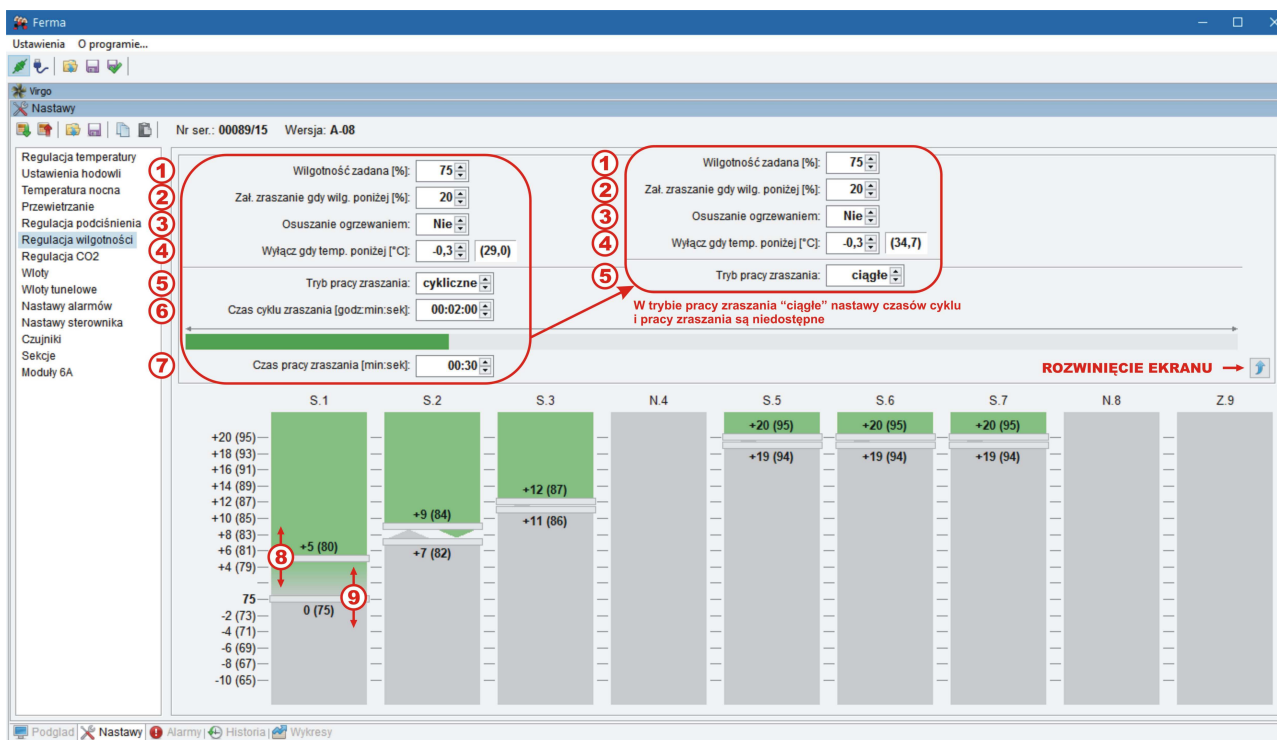 Ferma
Ustawienia O programie...
Virgo
Nastawy
Nr ser.: 00089/15 Wersja: A-08
Regulacja temperatury
Ustawienia hodowli
Temperatura nocna
Przewietrzanie
Regulacja podciśnienia
Regulacja wilgotności
Regulacja CO2
Wloty
Wloty tunelowe
Nastawy alarmów
Nastawy sterownika
Czujniki
Sekcje
Moduły 6A
1 Wilgotność zadana [%]: 75
2 Zał. zraszanie gdy wilg. poniżej [%]: 20
3 Osuszanie ogrzewaniem: Nie
4 Wyłącz gdy temp. poniżej [°C]: -0,3 (29,0)
5 Tryb pracy zraszania: cykliczne
6 Czas cyklu zraszania [godz:min:sek]: 00:02:00
7 Czas pracy zraszania [min:sek]: 00:30
1 Wilgotność zadana [%]: 75
2 Zał. zraszanie gdy wilg. poniżej [%]: 20
3 Osuszanie ogrzewaniem: Nie
4 Wyłącz gdy temp. poniżej [°C]: -0,3 (34,7)
5 Tryb pracy zraszania: ciągłe
W trybie pracy zraszania “ciągłe” nastawy czasów cyklu
i pracy zraszania są niedostępne
ROZWINIĘCIE EKRANU
S.1 S.2 S.3 N.4 S.5 S.6 S.7 N.8 Z.9
+20 (95)
+18 (93)
+16 (91)
+14 (89)
+12 (87)
+10 (85)
+8 (83)
+6 (81)
+4 (79)
75
-2 (73)
-4 (71)
-6 (69)
-8 (67)
-10 (65)
+5 (80)
0 (75)
8
9
+9 (84)
+7 (82)
+12 (87)
+11 (86)
+20 (95) +20 (95) +20 (95)
+19 (94) +19 (94) +19 (94)
Podgląd Nastawy Alarmy Historia Wykresy